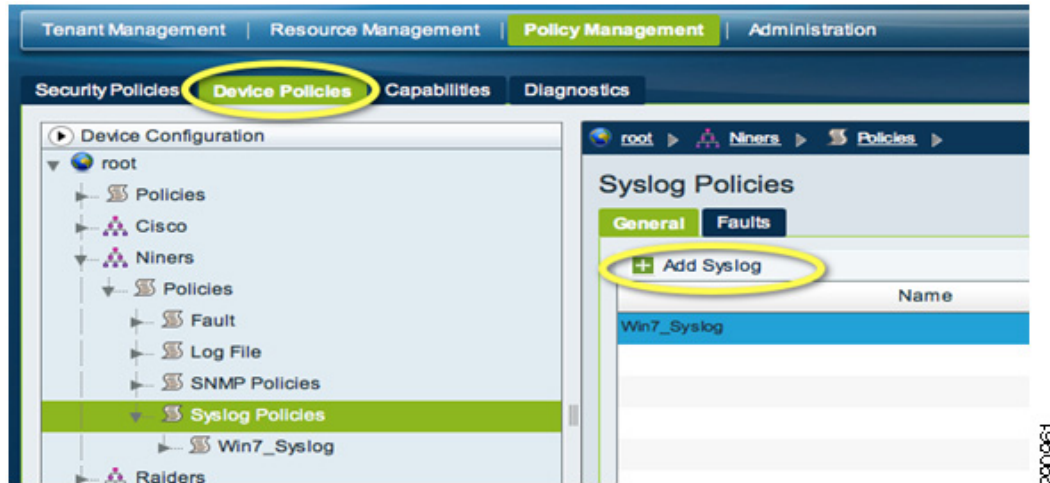 Tenant Management | Resource Management | Policy Management | Administration
Security Policies Device Policies Capabilities Diagnostics
Device Configuration
root
Policies
Cisco
Niners
Policies
Fault
Log File
SNMP Policies
Syslog Policies
Win7_Syslog
Raiders
root Niners Policies
Syslog Policies
General Faults
Add Syslog
Name
Win7_Syslog
290961